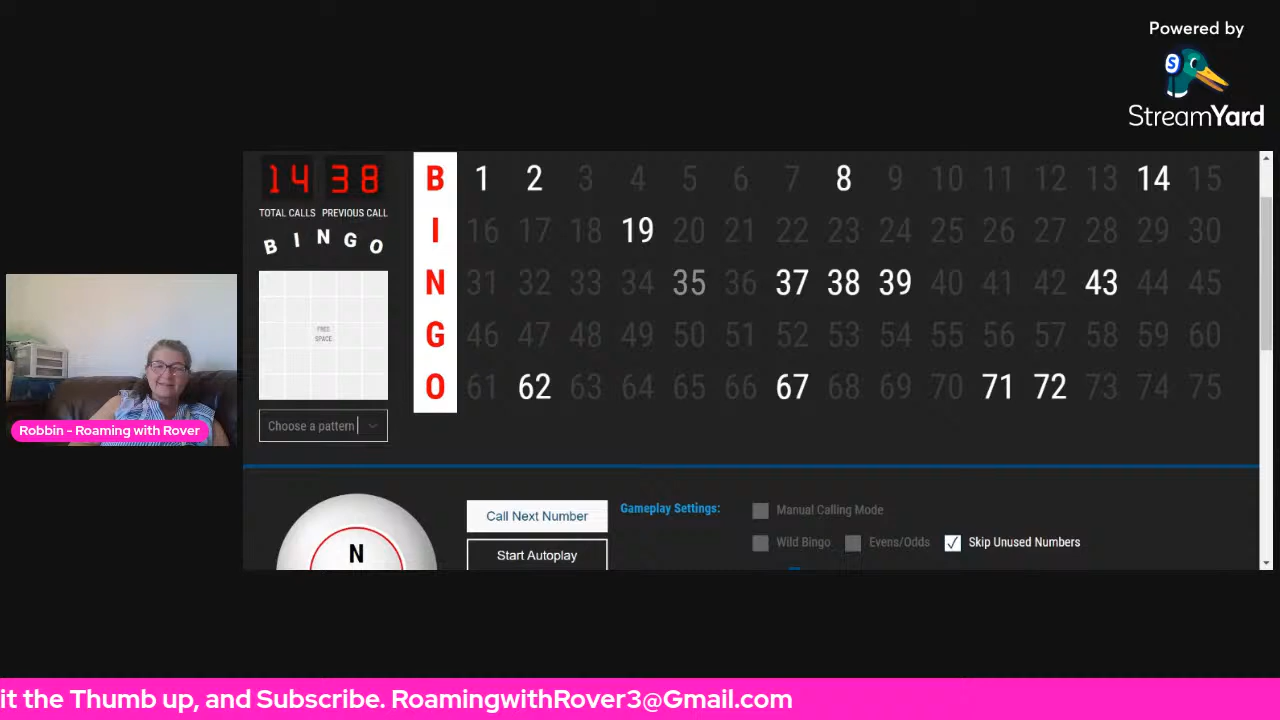 Powered by
S
StreamYard
14 38
TOTAL CALLS PREVIOUS CALL
BINGO
FREE
SPACE
Choose a pattern
B 1 2 3 4 5 6 7 8 9 10 11 12 13 14 15
I 16 17 18 19 20 21 22 23 24 25 26 27 28 29 30
N 31 32 33 34 35 36 37 38 39 40 41 42 43 44 45
G 46 47 48 49 50 51 52 53 54 55 56 57 58 59 60
O 61 62 63 64 65 66 67 68 69 70 71 72 73 74 75
Robbin - Roaming with Rover
N
Call Next Number
Start Autoplay
Gameplay Settings:
Manual Calling Mode
Wild Bingo Evens/Odds Skip Unused Numbers
it the Thumb up, and Subscribe. RoamingwithRover3@Gmail.com